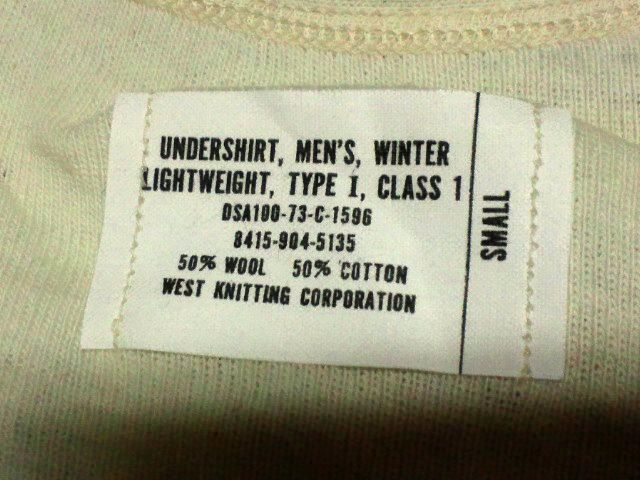 UNDERSHIRT, MEN'S, WINTER
LIGHTWEIGHT, TYPE I, CLASS 1
DSA100-73-C-1596
8415-904-5135
50% WOOL 50% COTTON
WEST KNITTING CORPORATION
SMALL